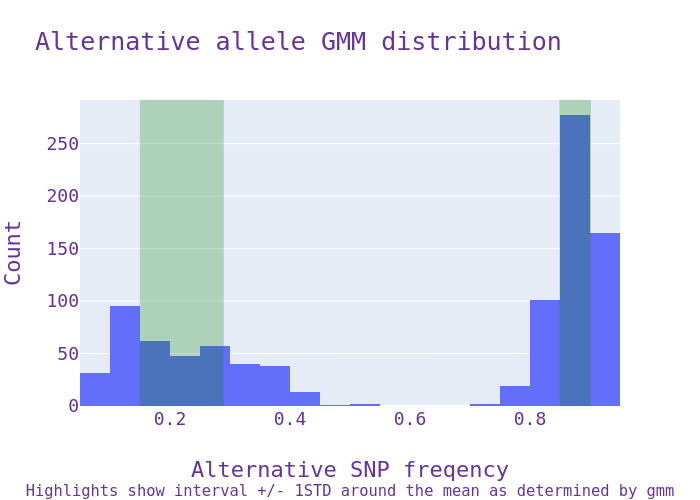 Alternative allele GMM distribution
Count
250
200
150
100
50
0
0.2 0.4 0.6 0.8
Alternative SNP freqency
Highlights show interval +/- 1STD around the mean as determined by gmm